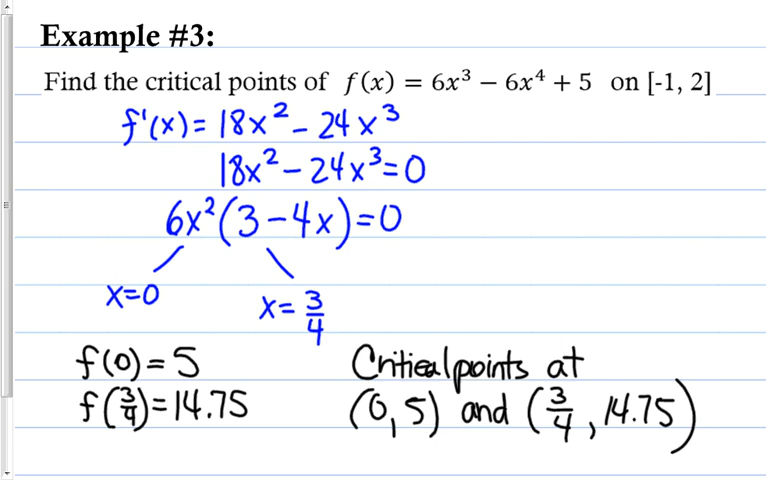 Example #3:
Find the critical points of f(x) = 6x³ − 6x⁴ + 5 on [-1, 2]
f'(x) = 18x² − 24x³
18x² − 24x³ = 0
6x²(3 − 4x) = 0
x=0
x = 3/4
f(0) = 5
f(3/4) = 14.75
Critical points at
(0, 5) and (3/4, 14.75)